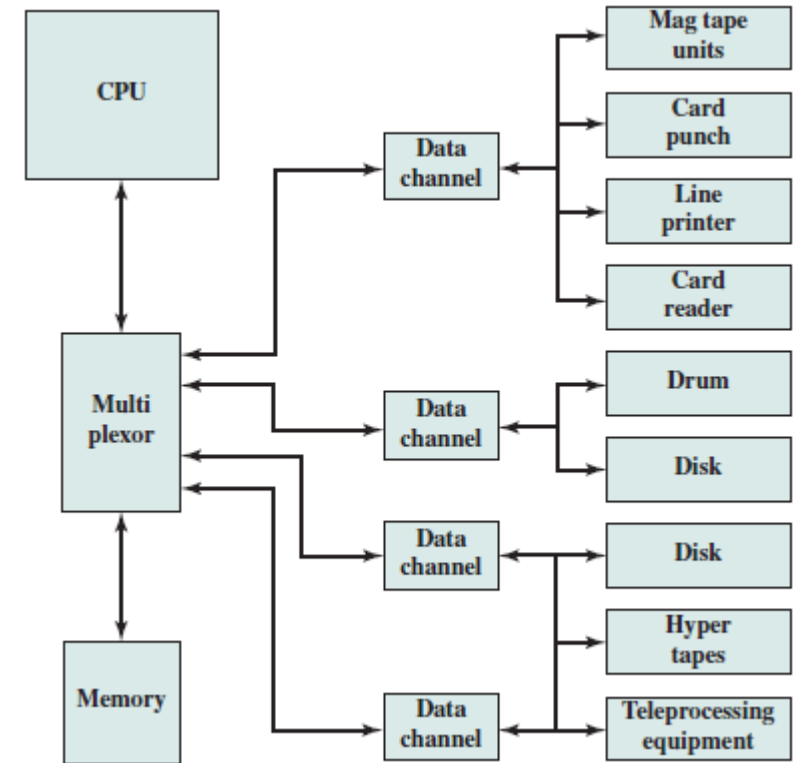 CPU
Multi
plexor
Memory
Data
channel
Data
channel
Data
channel
Data
channel
Mag tape
units
Card
punch
Line
printer
Card
reader
Drum
Disk
Disk
Hyper
tapes
Teleprocessing
equipment